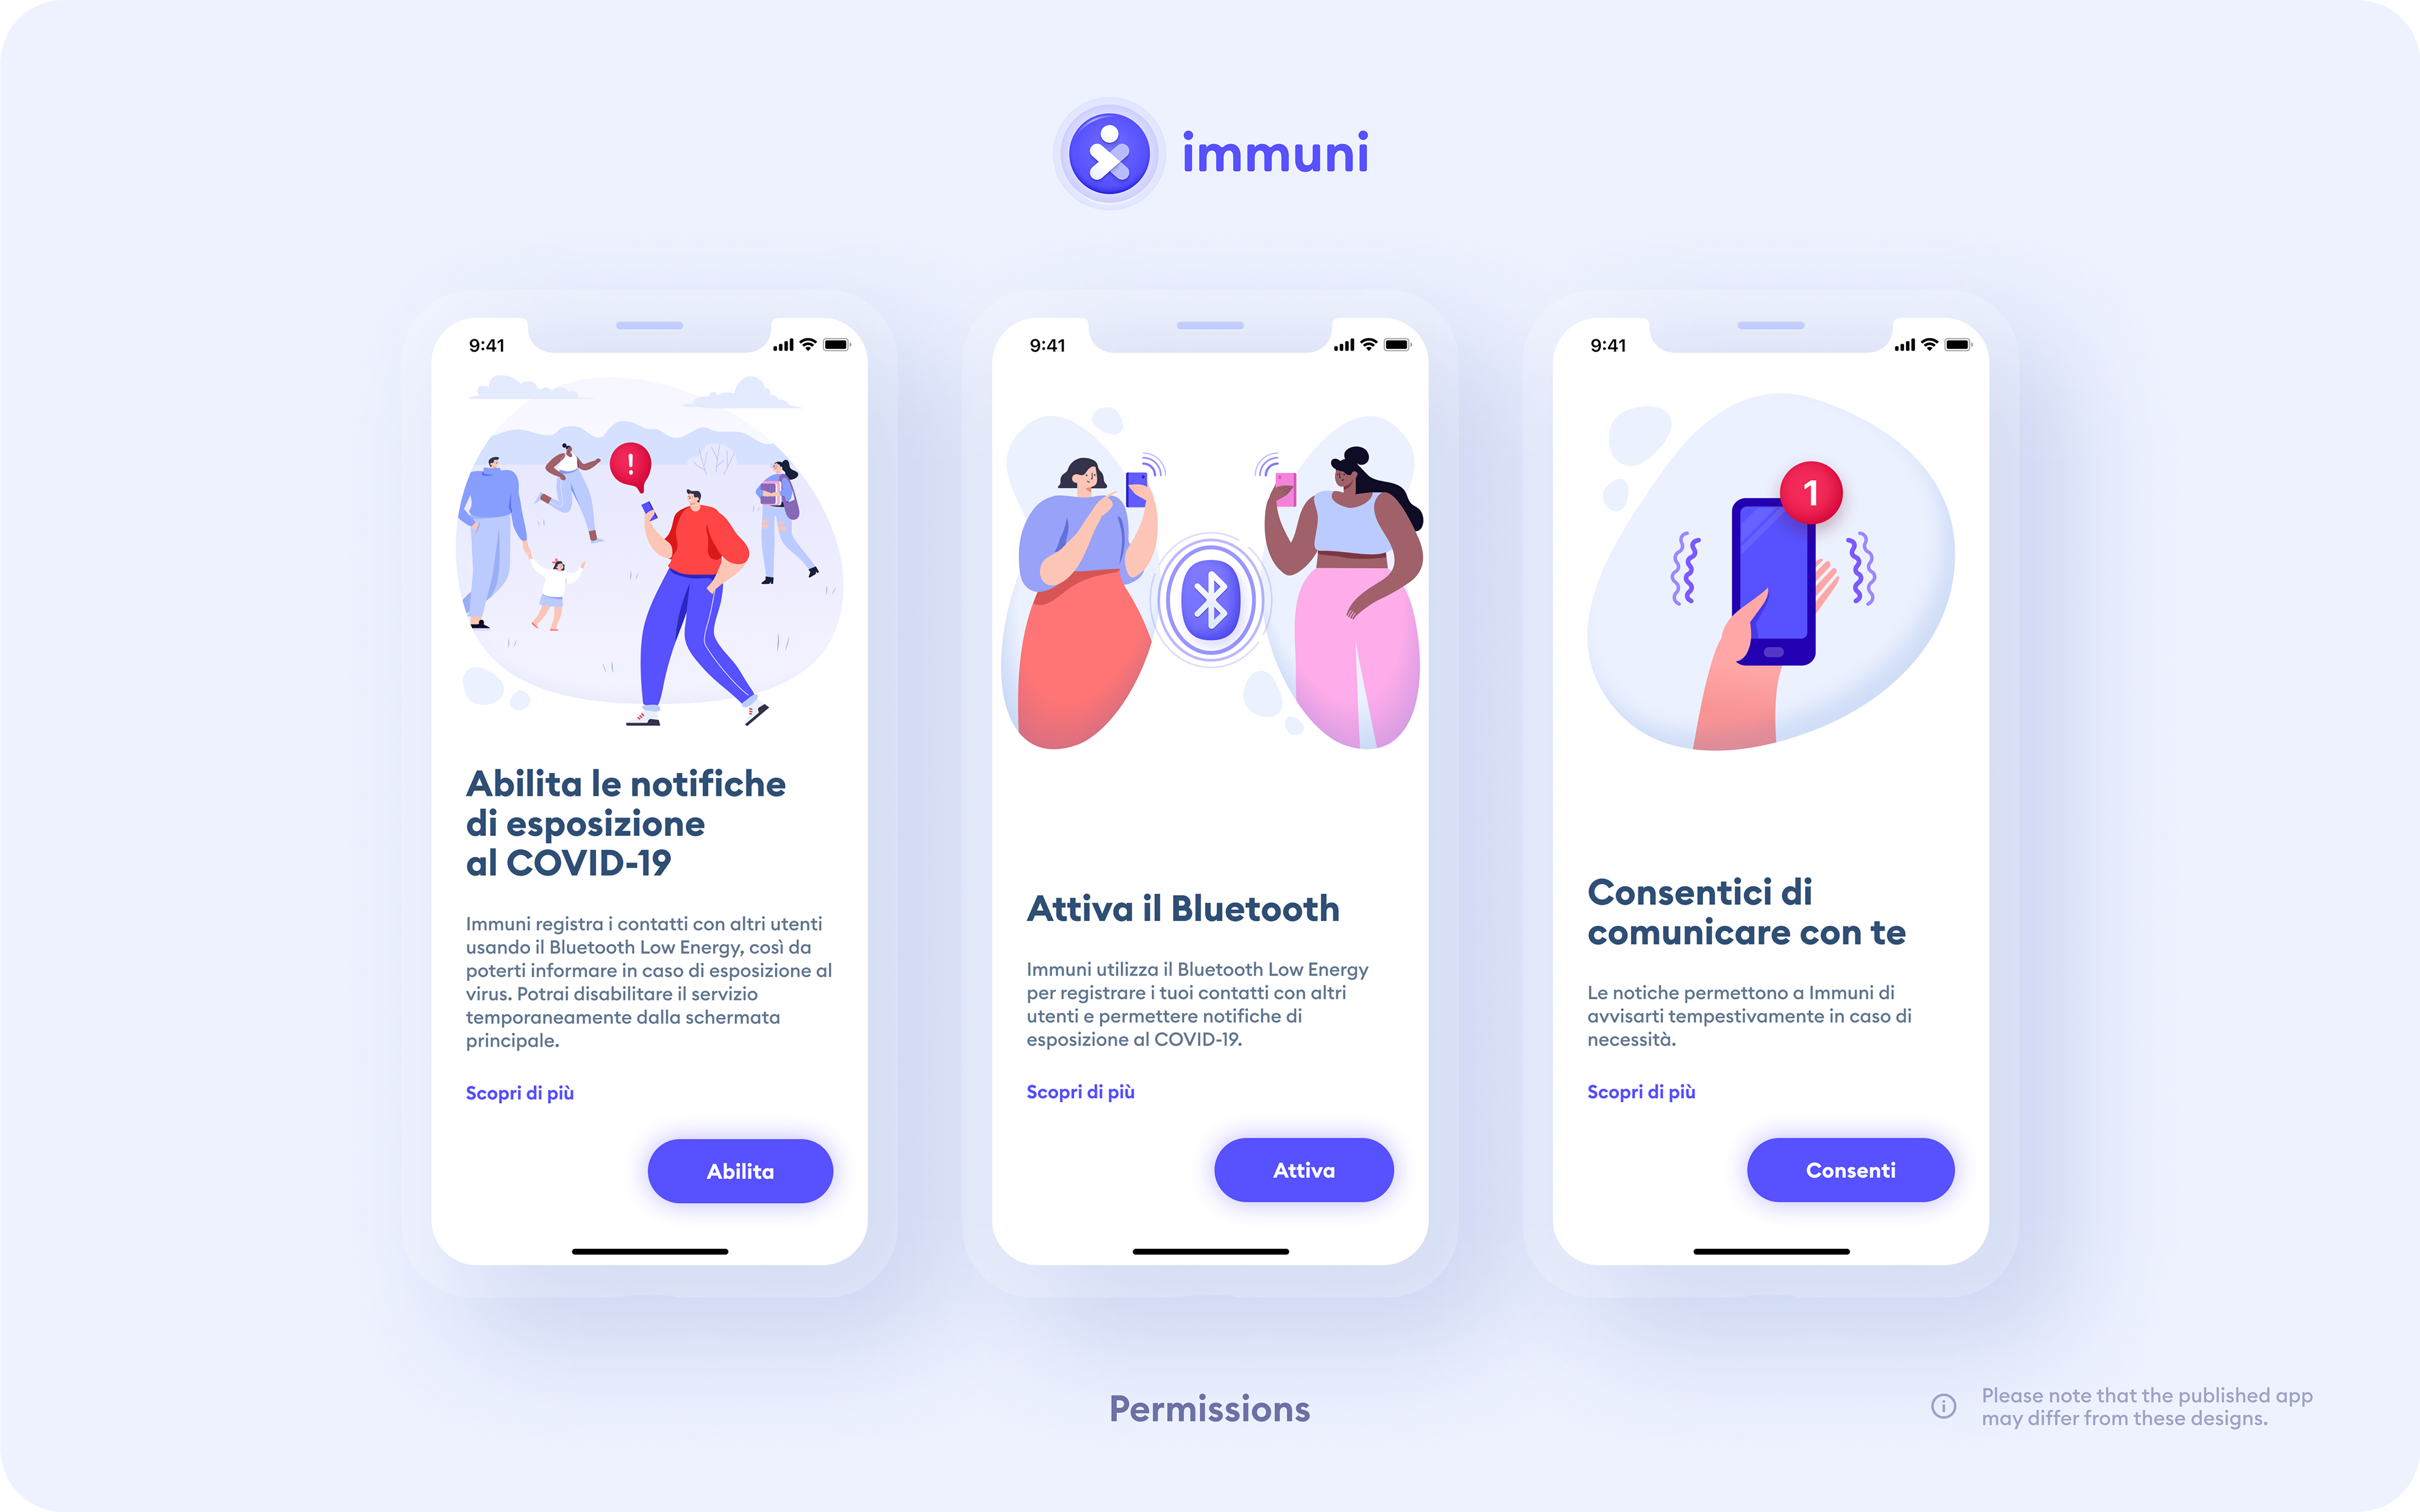 immuni
9:41
!
Abilita le notifiche
di esposizione
al COVID-19
Immuni registra i contatti con altri utenti
usando il Bluetooth Low Energy, così da
poterti informare in caso di esposizione al
virus. Potrai disabilitare il servizio
temporaneamente dalla schermata
principale.
Scopri di più
Abilita
9:41
Attiva il Bluetooth
Immuni utilizza il Bluetooth Low Energy
per registrare i tuoi contatti con altri
utenti e permettere notifiche di
esposizione al COVID-19.
Scopri di più
Attiva
9:41
1
Consentici di
comunicare con te
Le notiche permettono a Immuni di
avvisarti tempestivamente in caso di
necessità.
Scopri di più
Consenti
Permissions
Please note that the published app
may differ from these designs.